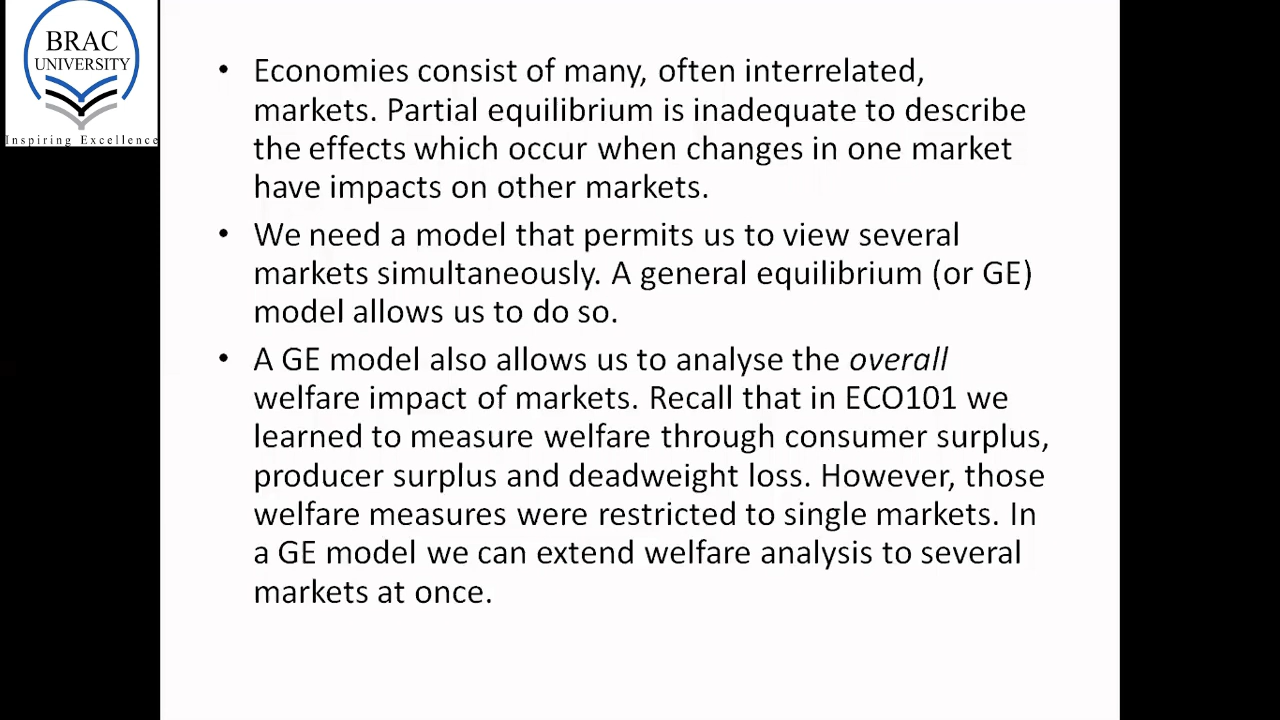 BRAC
UNIVERSITY
Inspiring Excellence
• Economies consist of many, often interrelated,
markets. Partial equilibrium is inadequate to describe
the effects which occur when changes in one market
have impacts on other markets.
• We need a model that permits us to view several
markets simultaneously. A general equilibrium (or GE)
model allows us to do so.
• A GE model also allows us to analyse the overall
welfare impact of markets. Recall that in ECO101 we
learned to measure welfare through consumer surplus,
producer surplus and deadweight loss. However, those
welfare measures were restricted to single markets. In
a GE model we can extend welfare analysis to several
markets at once.